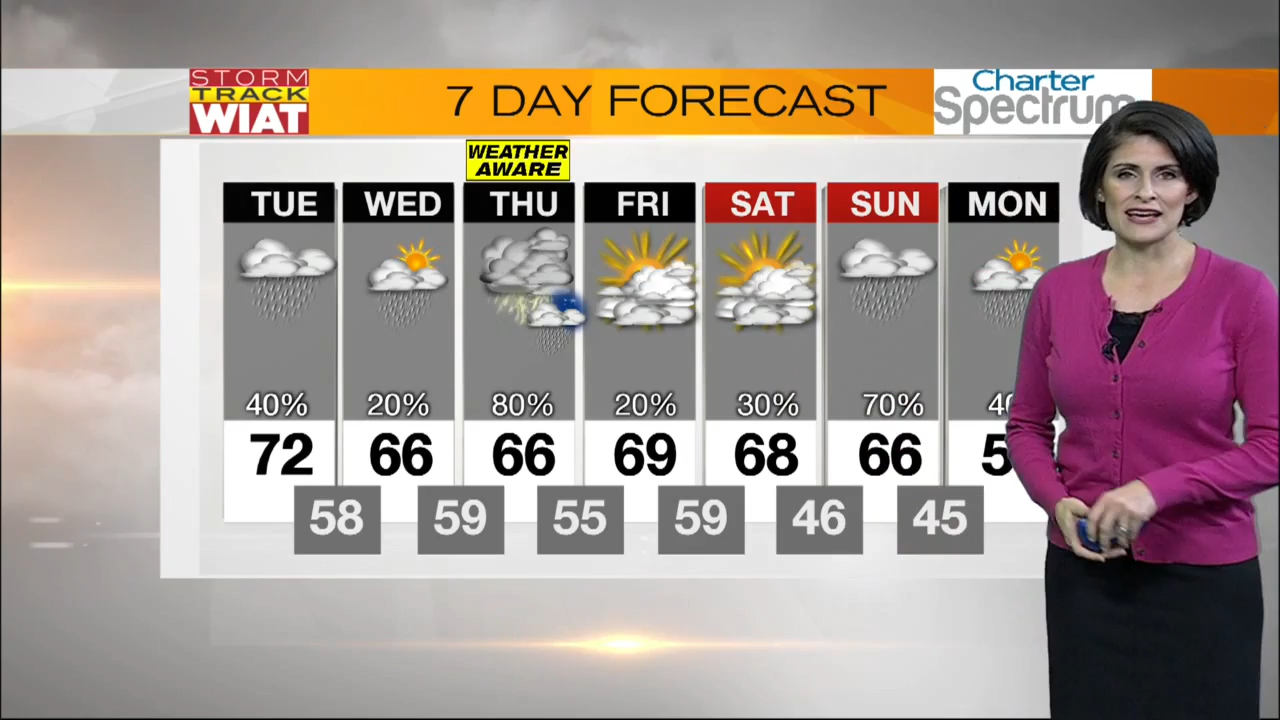 STORM
TRACK
WIAT
7 DAY FORECAST
Charter
Spectrum
WEATHER
AWARE
TUE WED THU FRI SAT SUN MON
40% 20% 80% 20% 30% 70%
72 66 66 69 68 66
58 59 55 59 46 45